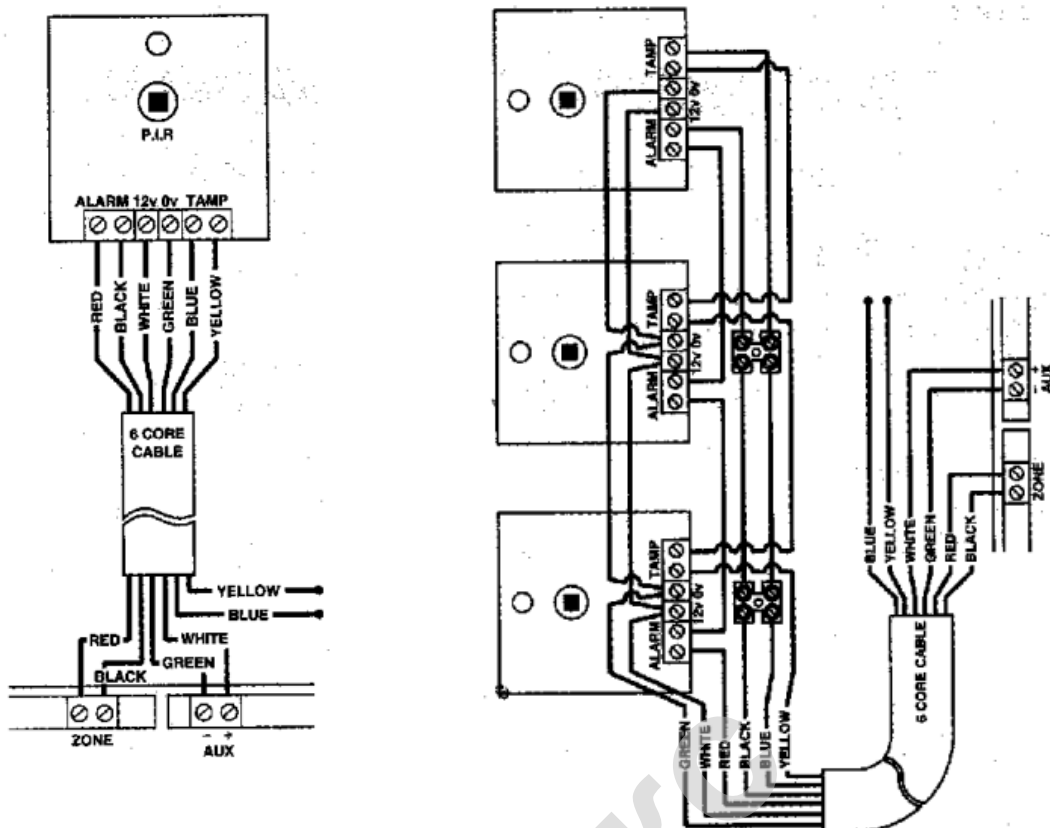 P.I.R
ALARM 12v 0v TAMP
RED
BLACK
WHITE
GREEN
BLUE
YELLOW
6 CORE
CABLE
YELLOW
BLUE
RED
WHITE
GREEN
BLACK
ZONE
- +
AUX
TAMP
12v 0v
ALARM
TAMP
12v 0v
ALARM
TAMP
12v 0v
ALARM
GREEN
WHITE
RED
BLACK
BLUE
YELLOW
BLUE
YELLOW
WHITE
GREEN
RED
BLACK
6 CORE CABLE
+
-
AUX
ZONE